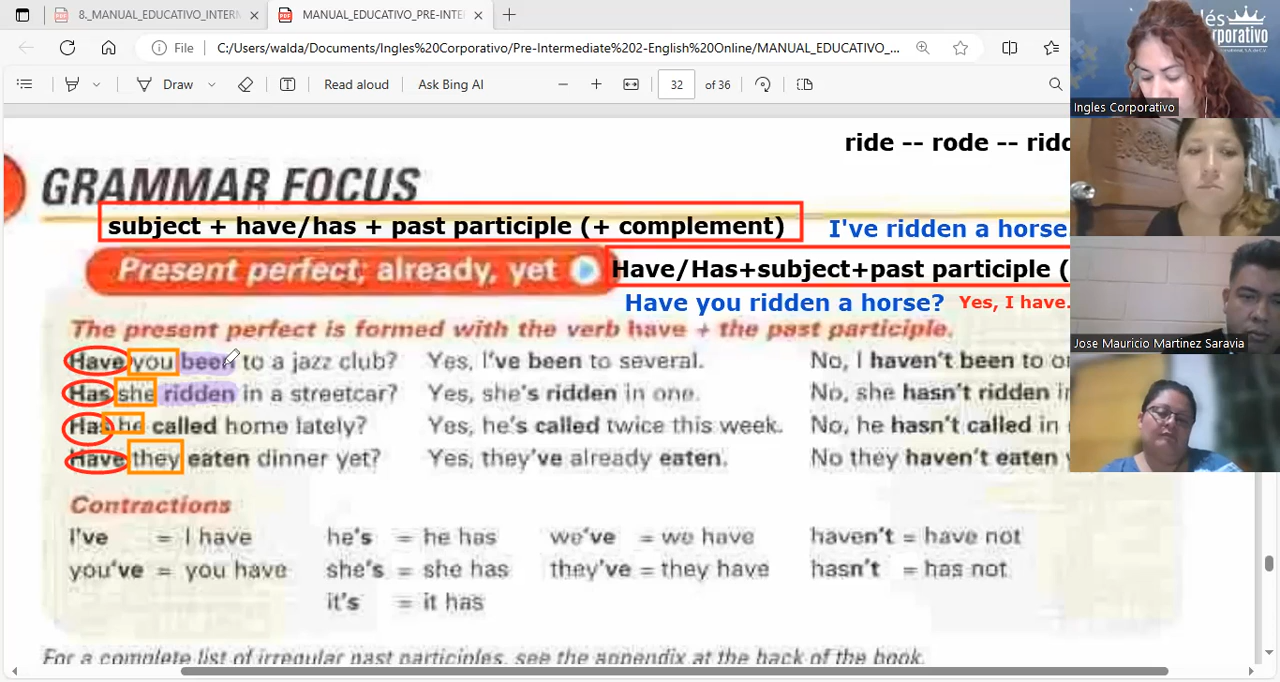 8._MANUAL_EDUCATIVO_INTERN
MANUAL_EDUCATIVO_PRE-INTE
File C:/Users/walda/Documents/Ingles%20Corporativo/Pre-Intermediate%202-English%20Online/MANUAL_EDUCATIVO_...
Draw Read aloud Ask Bing AI 32 of 36
Ingles Corporativo
Jose Mauricio Martinez Saravia
ride -- rode -- ridd
GRAMMAR FOCUS
subject + have/has + past participle (+ complement)
I've ridden a horse
Present perfect; already, yet
Have/Has+subject+past participle (
Have you ridden a horse? Yes, I have.
The present perfect is formed with the verb have + the past participle.
Have you been to a jazz club? Yes, I've been to several. No, I haven't been to
Has she ridden in a streetcar? Yes, she's ridden in one. No, she hasn't ridden
Has he called home lately? Yes, he's called twice this week. No, he hasn't called in
Have they eaten dinner yet? Yes, they've already eaten. No they haven't eaten
Contractions
I've = I have he's = he has we've = we have haven't = have not
you've = you have she's = she has they've = they have hasn't = has not
it's = it has
For a complete list of irregular past participles, see the appendix at the back of the book.